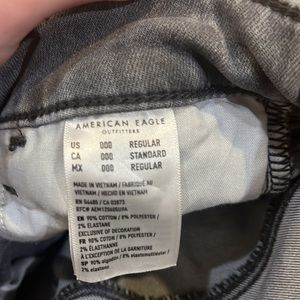 AMERICAN EAGLE
OUTFITTERS
US 000 REGULAR
CA 000 STANDARD
MX 000 REGULAR
MADE IN VIETNAM / FABRIQUÉ AU
VIETNAM / HECHO EN VIETNAM
RN 54485 / CA 03873
EN 90% COTTON / 8% POLYESTER /
2% ELASTANE
EXCLUSIVE OF DECORATION
FR 90% COTON / 8% POLYESTER /
2% ÉLASTHANNE
À L'EXCEPTION DE LA GARNITURE
SP 90% algodón / 8% elastomultiéster /
2% elastano